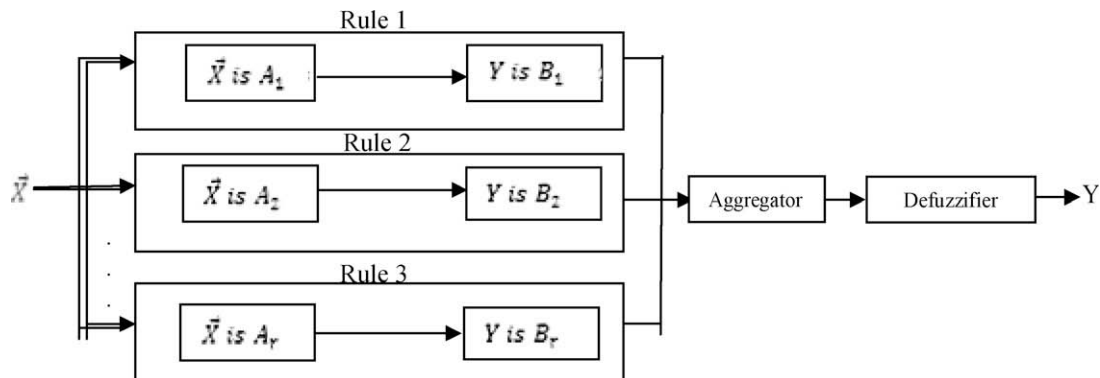 Rule 1
X⃗ is A₁
Y is B₁
Rule 2
X⃗
X⃗ is A₂
Y is B₂
Aggregator
Defuzzifier
Y
Rule 3
X⃗ is Aᵣ
Y is Bᵣ